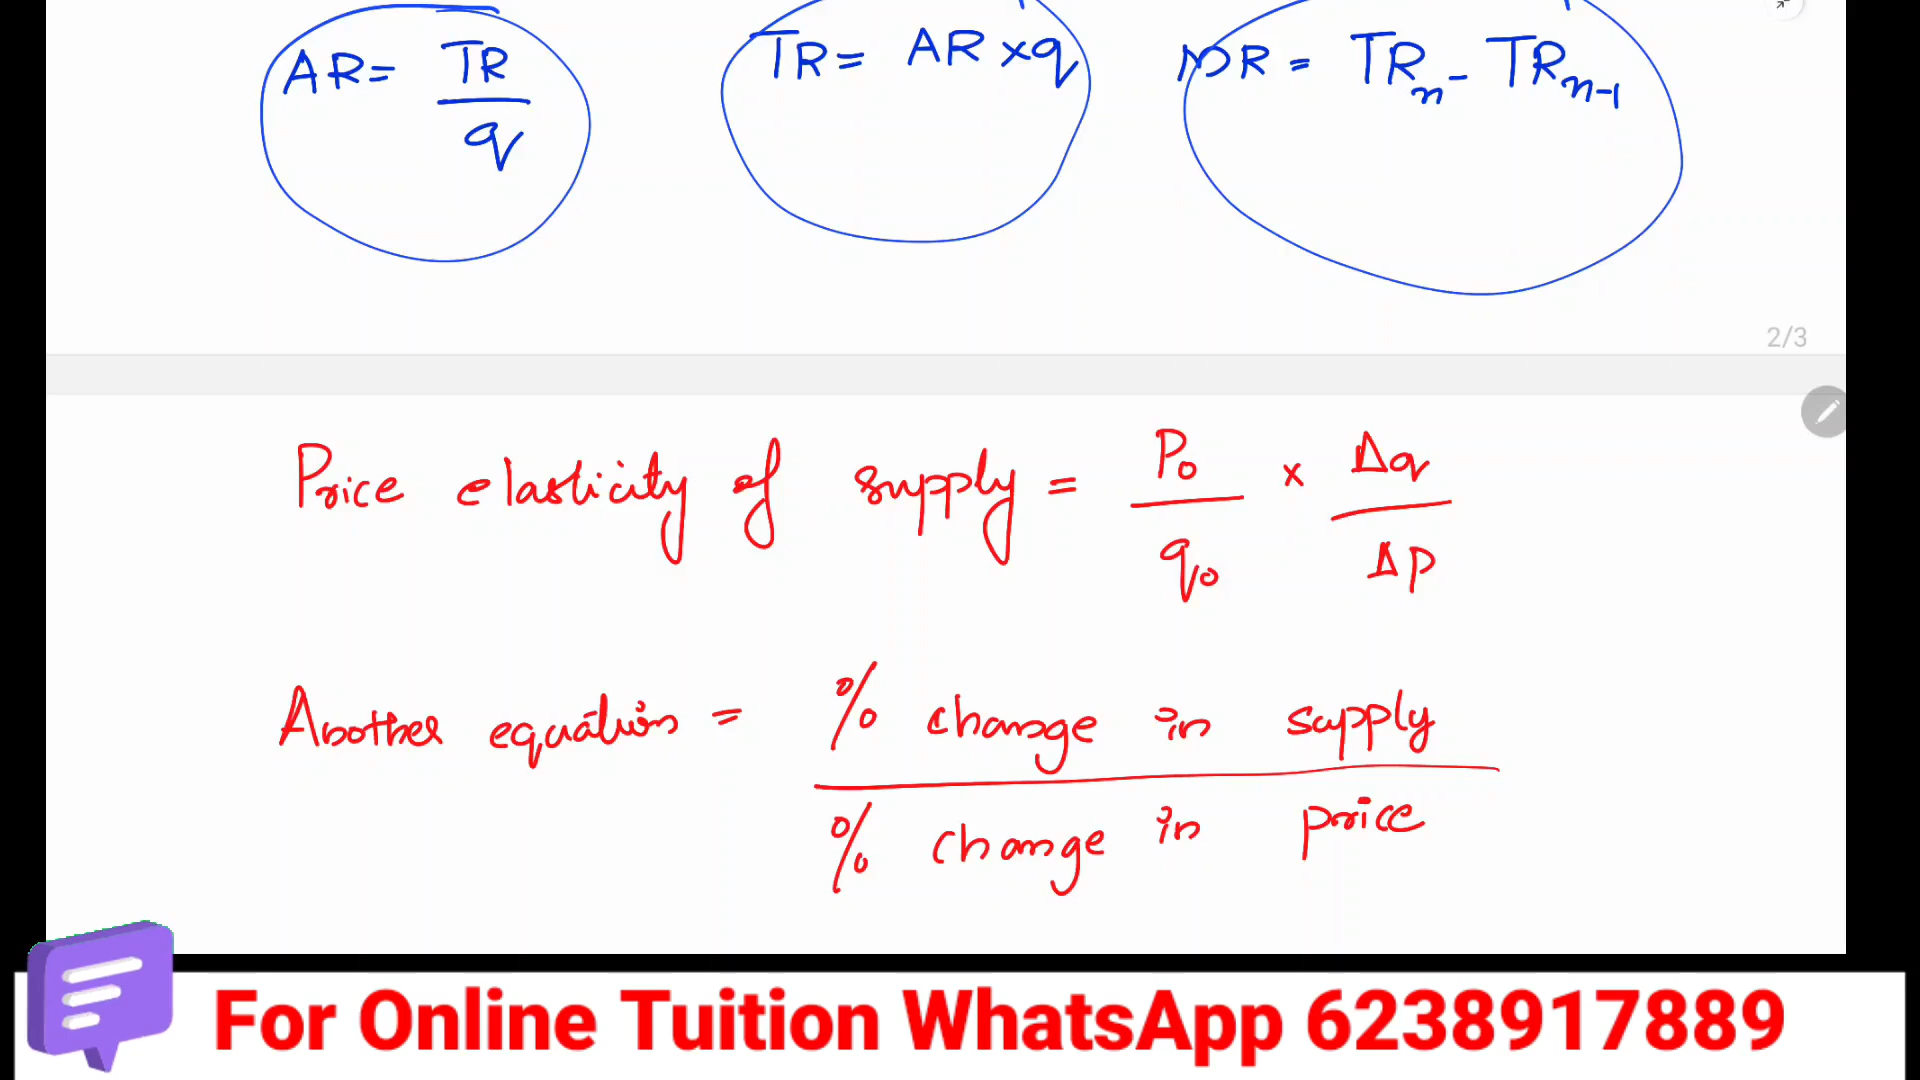 AR = TR/q
TR = AR × q
MR = TRn - TRn-1
2/3
Price elasticity of supply = P0/q0 × Δq/ΔP
Another equation = % change in supply
% change in price
For Online Tuition WhatsApp 6238917889